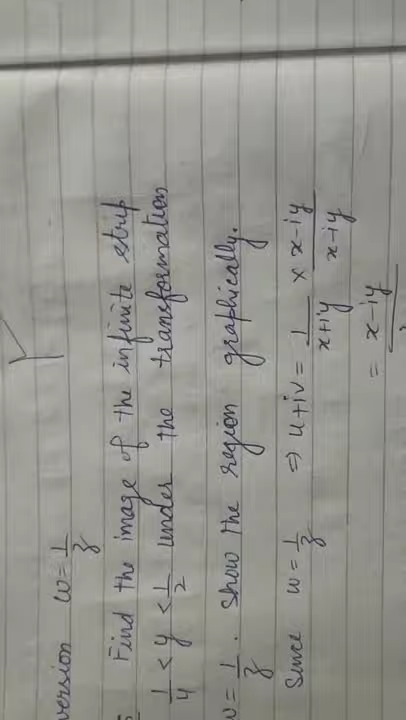 version w = 1/z
Find the image of the infinite strip
1/4 < y < 1/2 under the transformation
w = 1/z. show the region graphically.
Since w = 1/z ⇒ u+iv = 1/(x+iy) × (x-iy)/(x-iy)
= x-iy